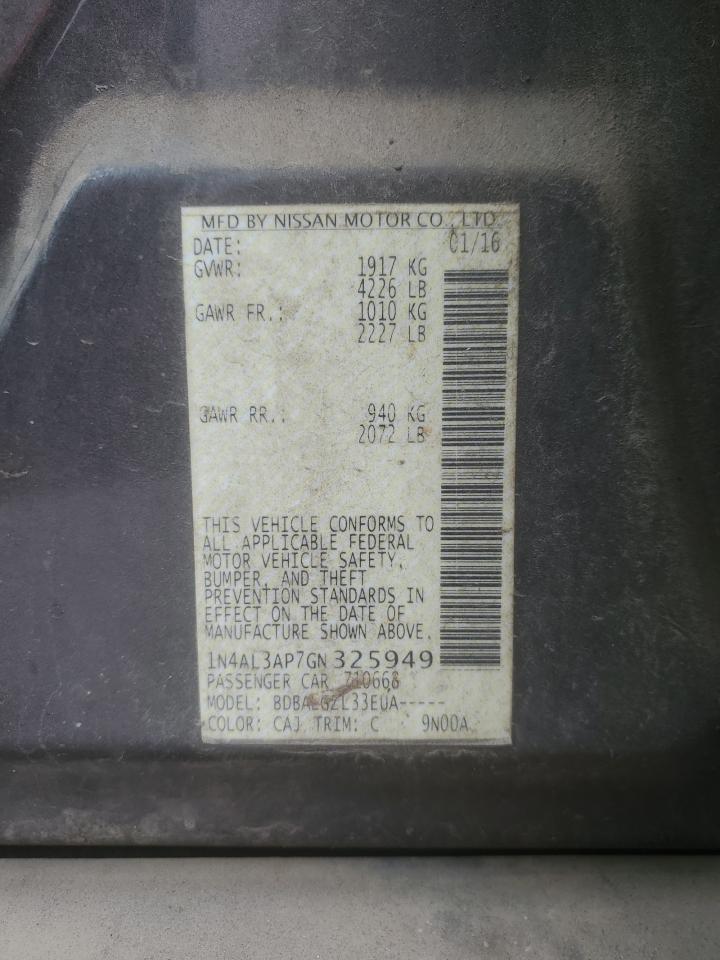 MFD BY NISSAN MOTOR CO., LTD.
DATE: 01/16
GVWR: 1917 KG
4226 LB
GAWR FR.: 1010 KG
2227 LB
GAWR RR.: 940 KG
2072 LB
THIS VEHICLE CONFORMS TO
ALL APPLICABLE FEDERAL
MOTOR VEHICLE SAFETY,
BUMPER, AND THEFT
PREVENTION STANDARDS IN
EFFECT ON THE DATE OF
MANUFACTURE SHOWN ABOVE.
1N4AL3AP7GN325949
PASSENGER CAR 710668
MODEL:
COLOR: CAJ TRIM: C 9N00A